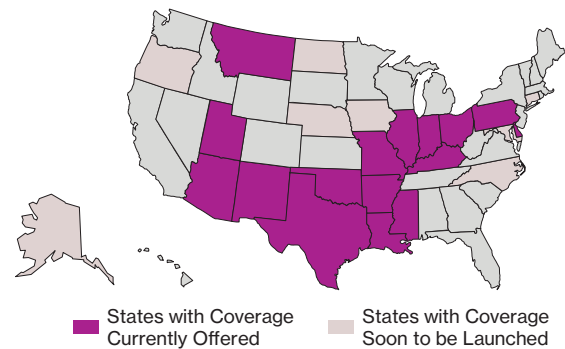 States with Coverage
Currently Offered
States with Coverage
Soon to be Launched